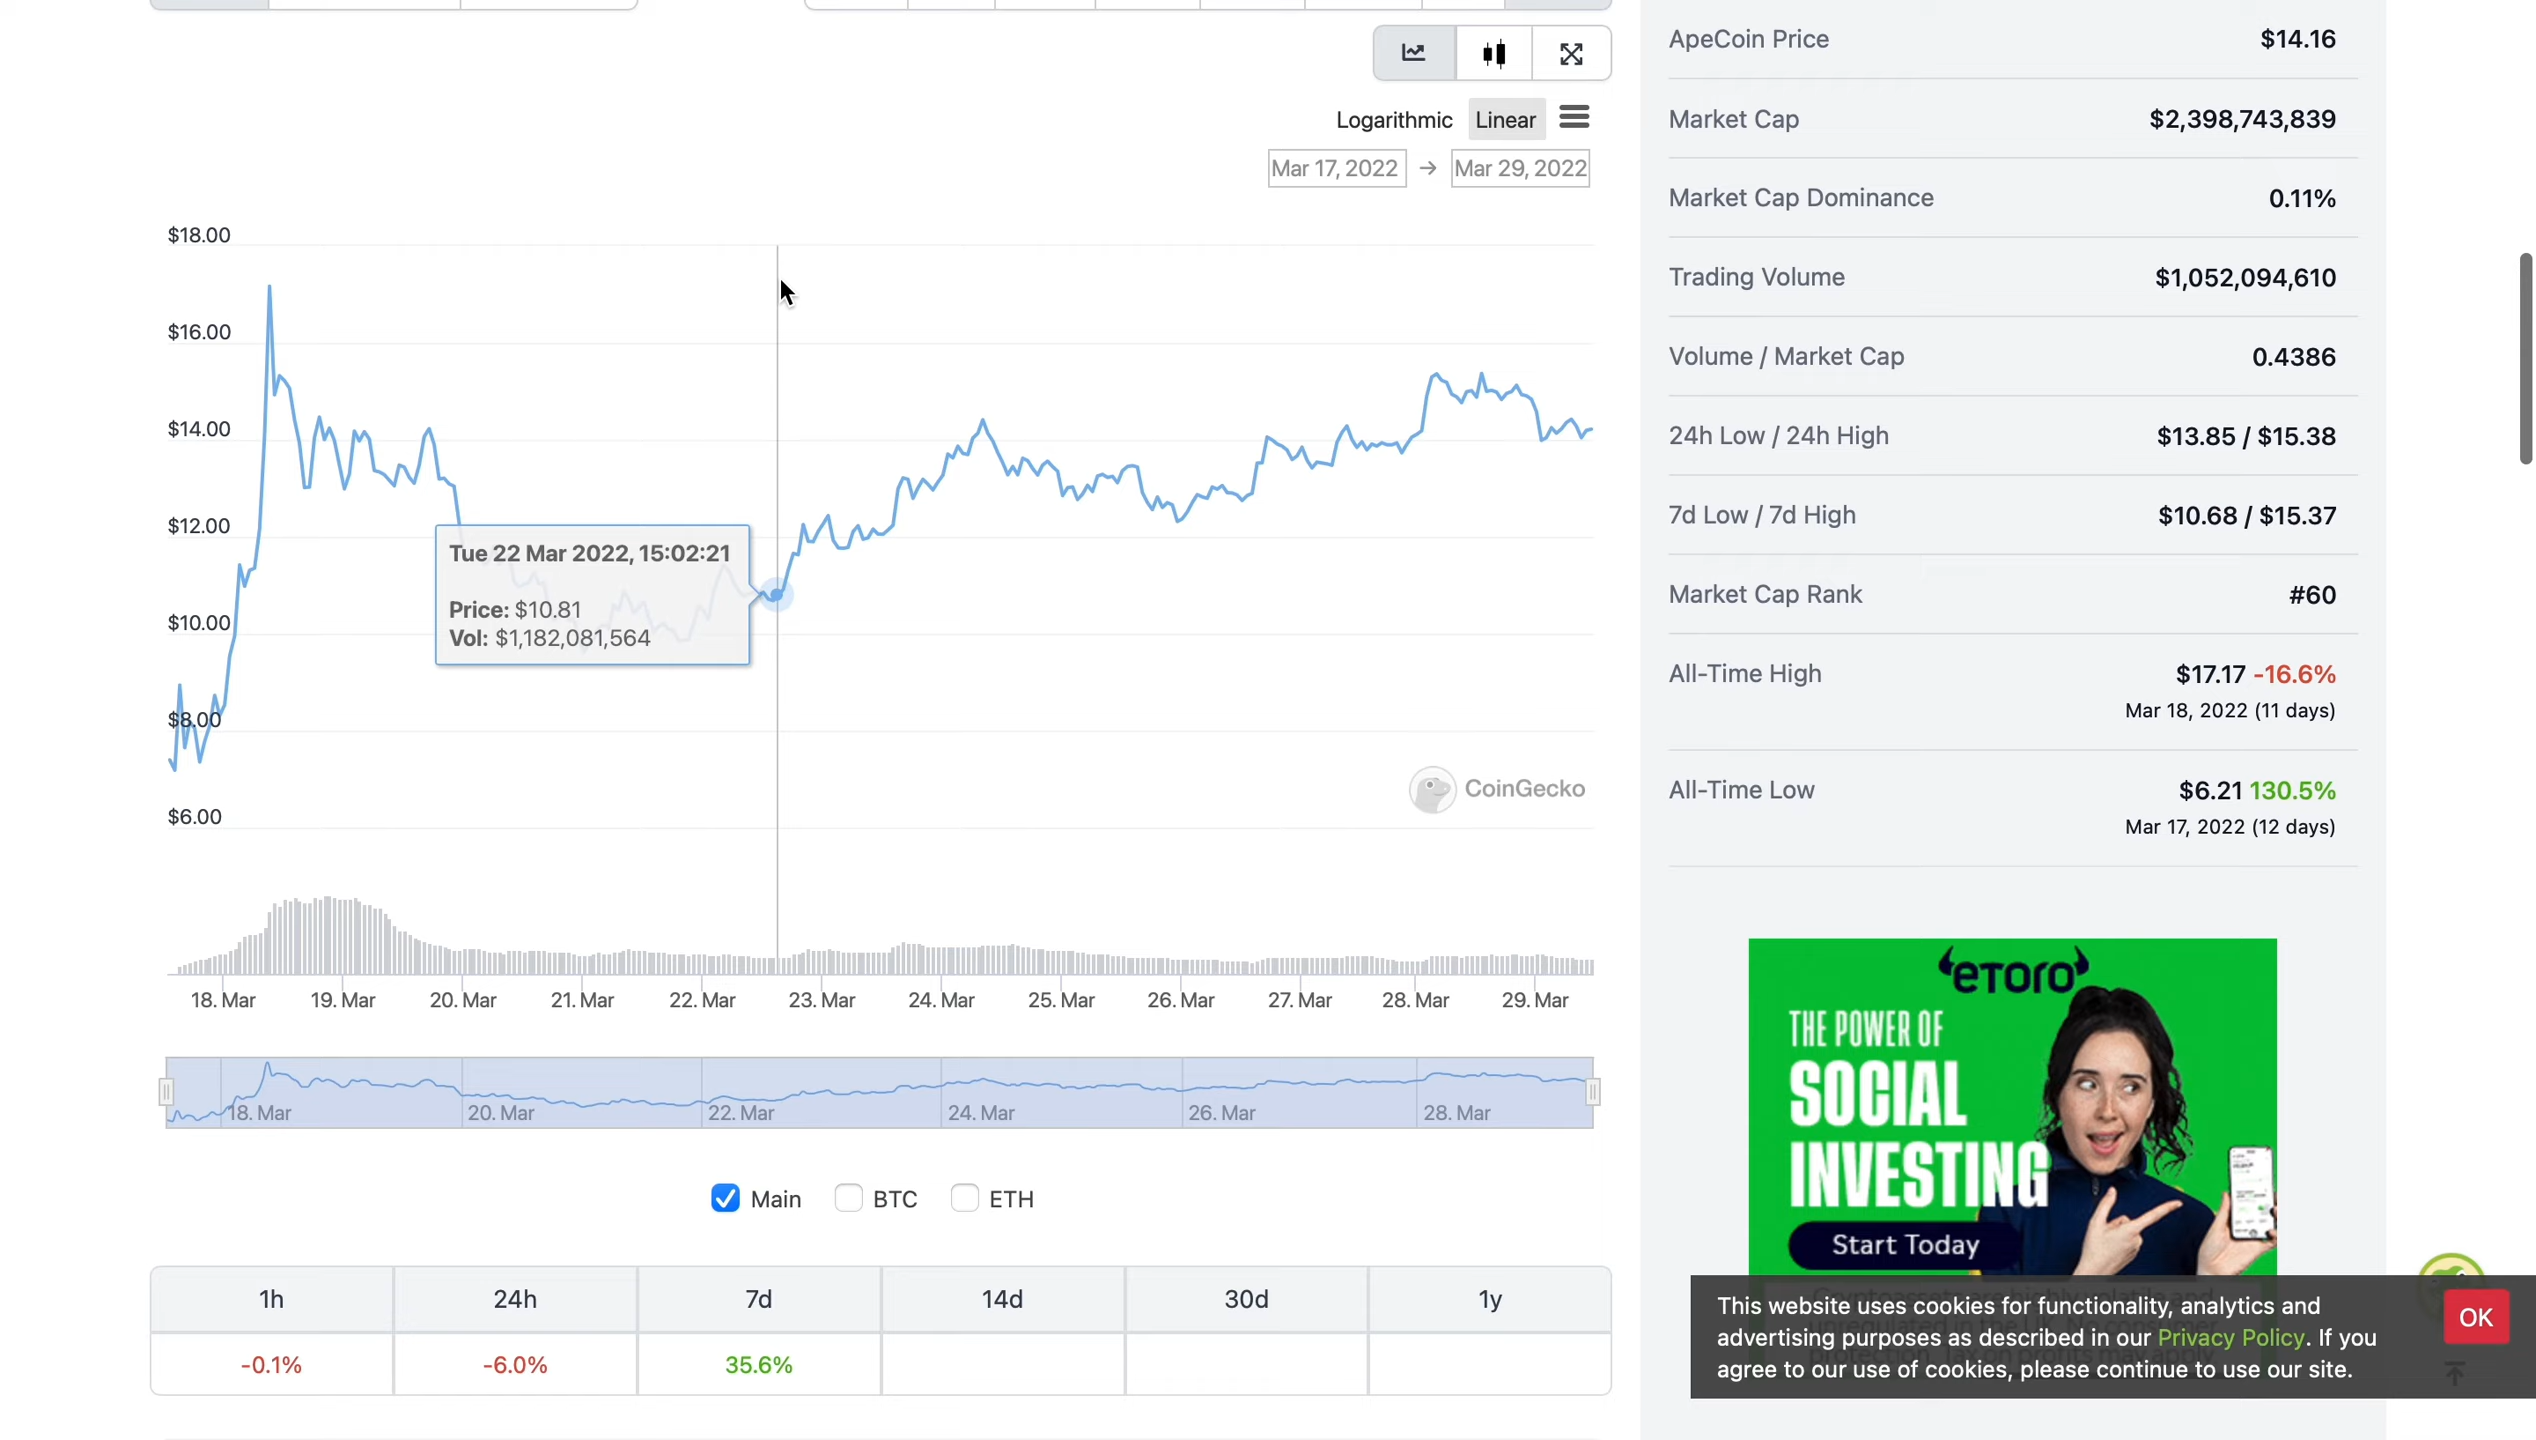 Logarithmic Linear
Mar 17, 2022 → Mar 29, 2022
$18.00
$16.00
$14.00
$12.00
$10.00
$8.00
$6.00
Tue 22 Mar 2022, 15:02:21
Price: $10.81
Vol: $1,182,081,564
CoinGecko
18. Mar 19. Mar 20. Mar 21. Mar 22. Mar 23. Mar 24. Mar 25. Mar 26. Mar 27. Mar 28. Mar 29. Mar
18. Mar 20. Mar 22. Mar 24. Mar 26. Mar 28. Mar
Main BTC ETH
1h 24h 7d 14d 30d 1y
-0.1% -6.0% 35.6%
ApeCoin Price $14.16
Market Cap $2,398,743,839
Market Cap Dominance 0.11%
Trading Volume $1,052,094,610
Volume / Market Cap 0.4386
24h Low / 24h High $13.85 / $15.38
7d Low / 7d High $10.68 / $15.37
Market Cap Rank #60
All-Time High $17.17 -16.6%
Mar 18, 2022 (11 days)
All-Time Low $6.21 130.5%
Mar 17, 2022 (12 days)
eToro
THE POWER OF
SOCIAL
INVESTING
Start Today
This website uses cookies for functionality, analytics and
advertising purposes as described in our Privacy Policy. If you
agree to our use of cookies, please continue to use our site.
OK